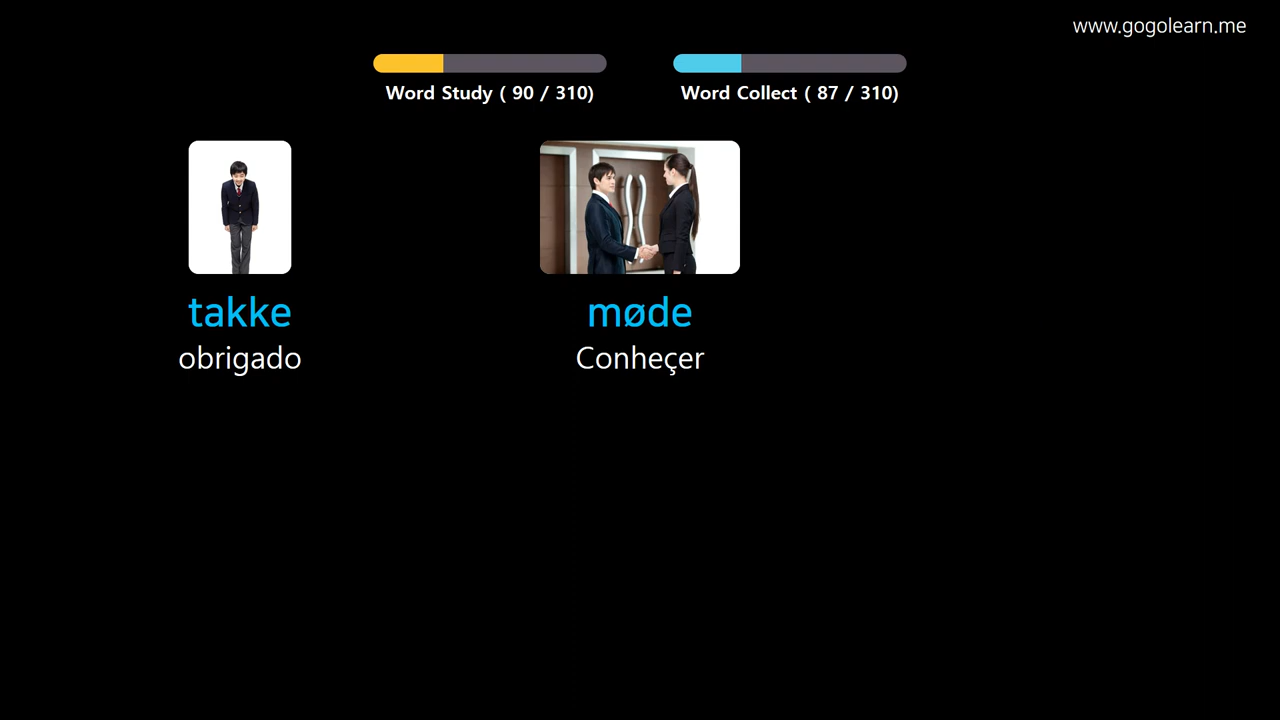 www.gogolearn.me
Word Study ( 90 / 310)
Word Collect ( 87 / 310)
takke
obrigado
møde
Conheçer